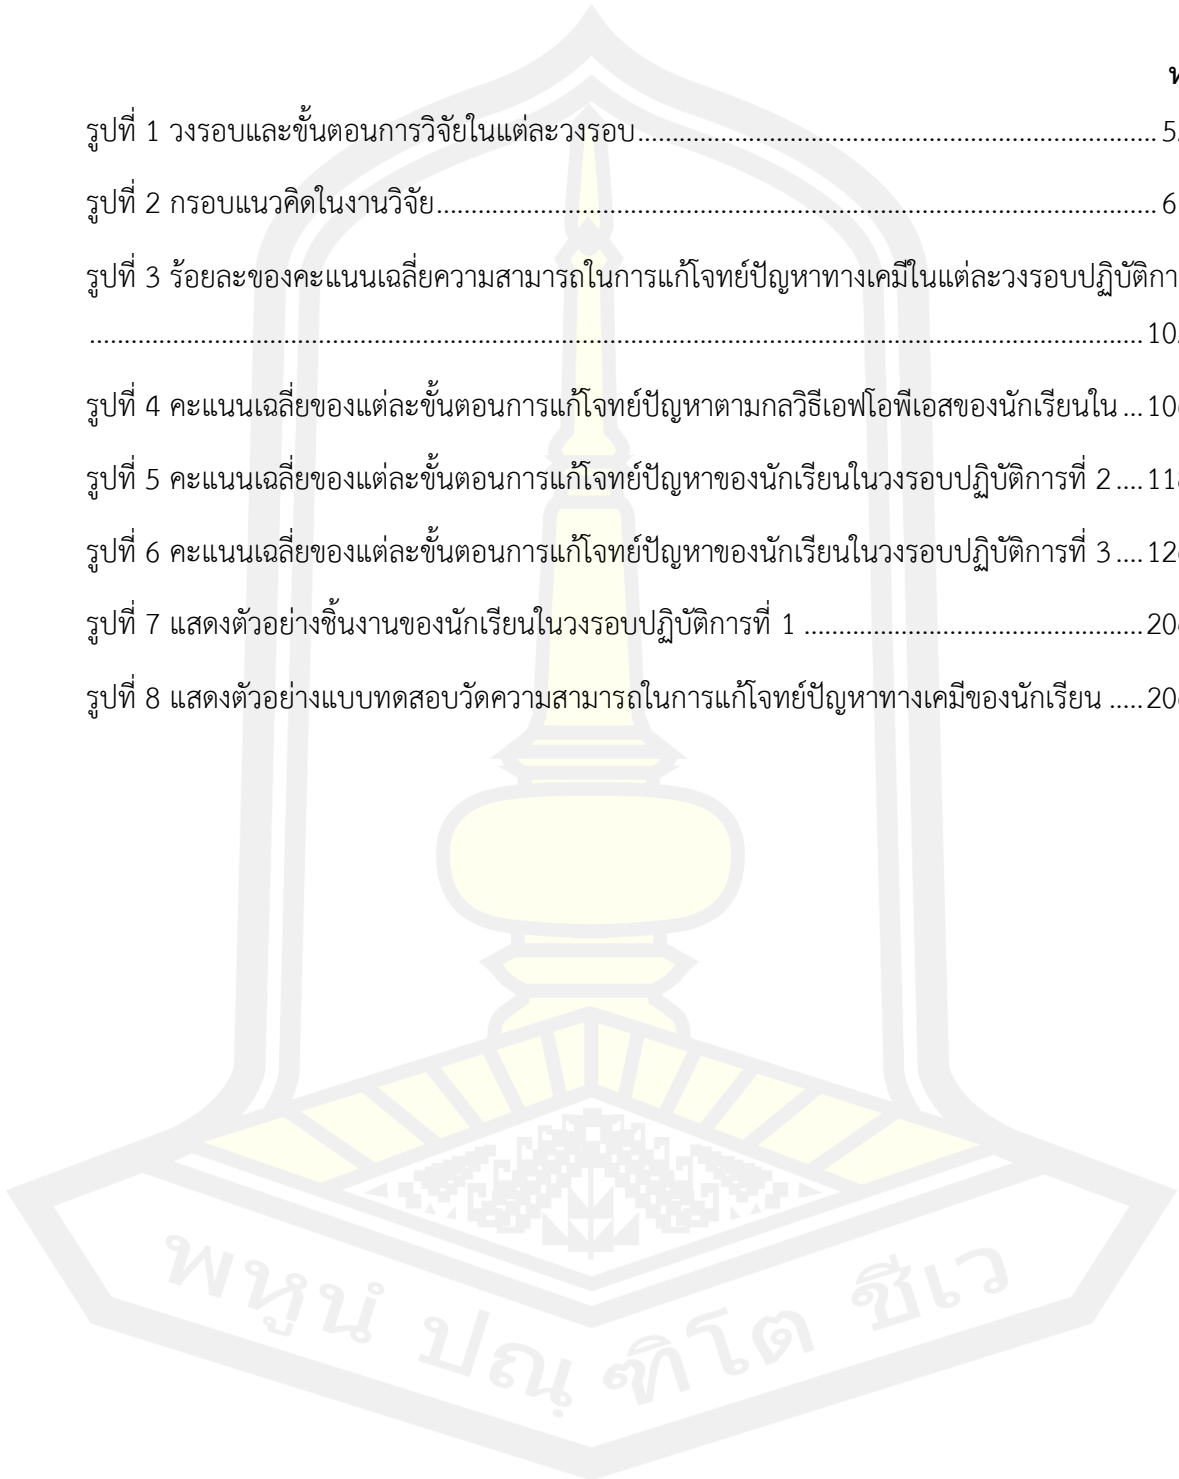 รูปที่ 1 วงรอบและขั้นตอนการวิจัยในแต่ละวงรอบ............................................................................ 5
รูปที่ 2 กรอบแนวคิดในงานวิจัย......................................................................................................... 6
รูปที่ 3 ร้อยละของคะแนนเฉลี่ยความสามารถในการแก้โจทย์ปัญหาทางเคมีในแต่ละวงรอบปฏิบัติกา
......................................................................................................................................................... 10
รูปที่ 4 คะแนนเฉลี่ยของแต่ละขั้นตอนการแก้โจทย์ปัญหาตามกลวิธีเอฟโอพีเอสของนักเรียนใน ... 10
รูปที่ 5 คะแนนเฉลี่ยของแต่ละขั้นตอนการแก้โจทย์ปัญหาของนักเรียนในวงรอบปฏิบัติการที่ 2 .... 11
รูปที่ 6 คะแนนเฉลี่ยของแต่ละขั้นตอนการแก้โจทย์ปัญหาของนักเรียนในวงรอบปฏิบัติการที่ 3 .... 12
รูปที่ 7 แสดงตัวอย่างชิ้นงานของนักเรียนในวงรอบปฏิบัติการที่ 1 .................................................. 20
รูปที่ 8 แสดงตัวอย่างแบบทดสอบวัดความสามารถในการแก้โจทย์ปัญหาทางเคมีของนักเรียน ..... 20
พหูนํ ปณฺฑิโต ชีเว